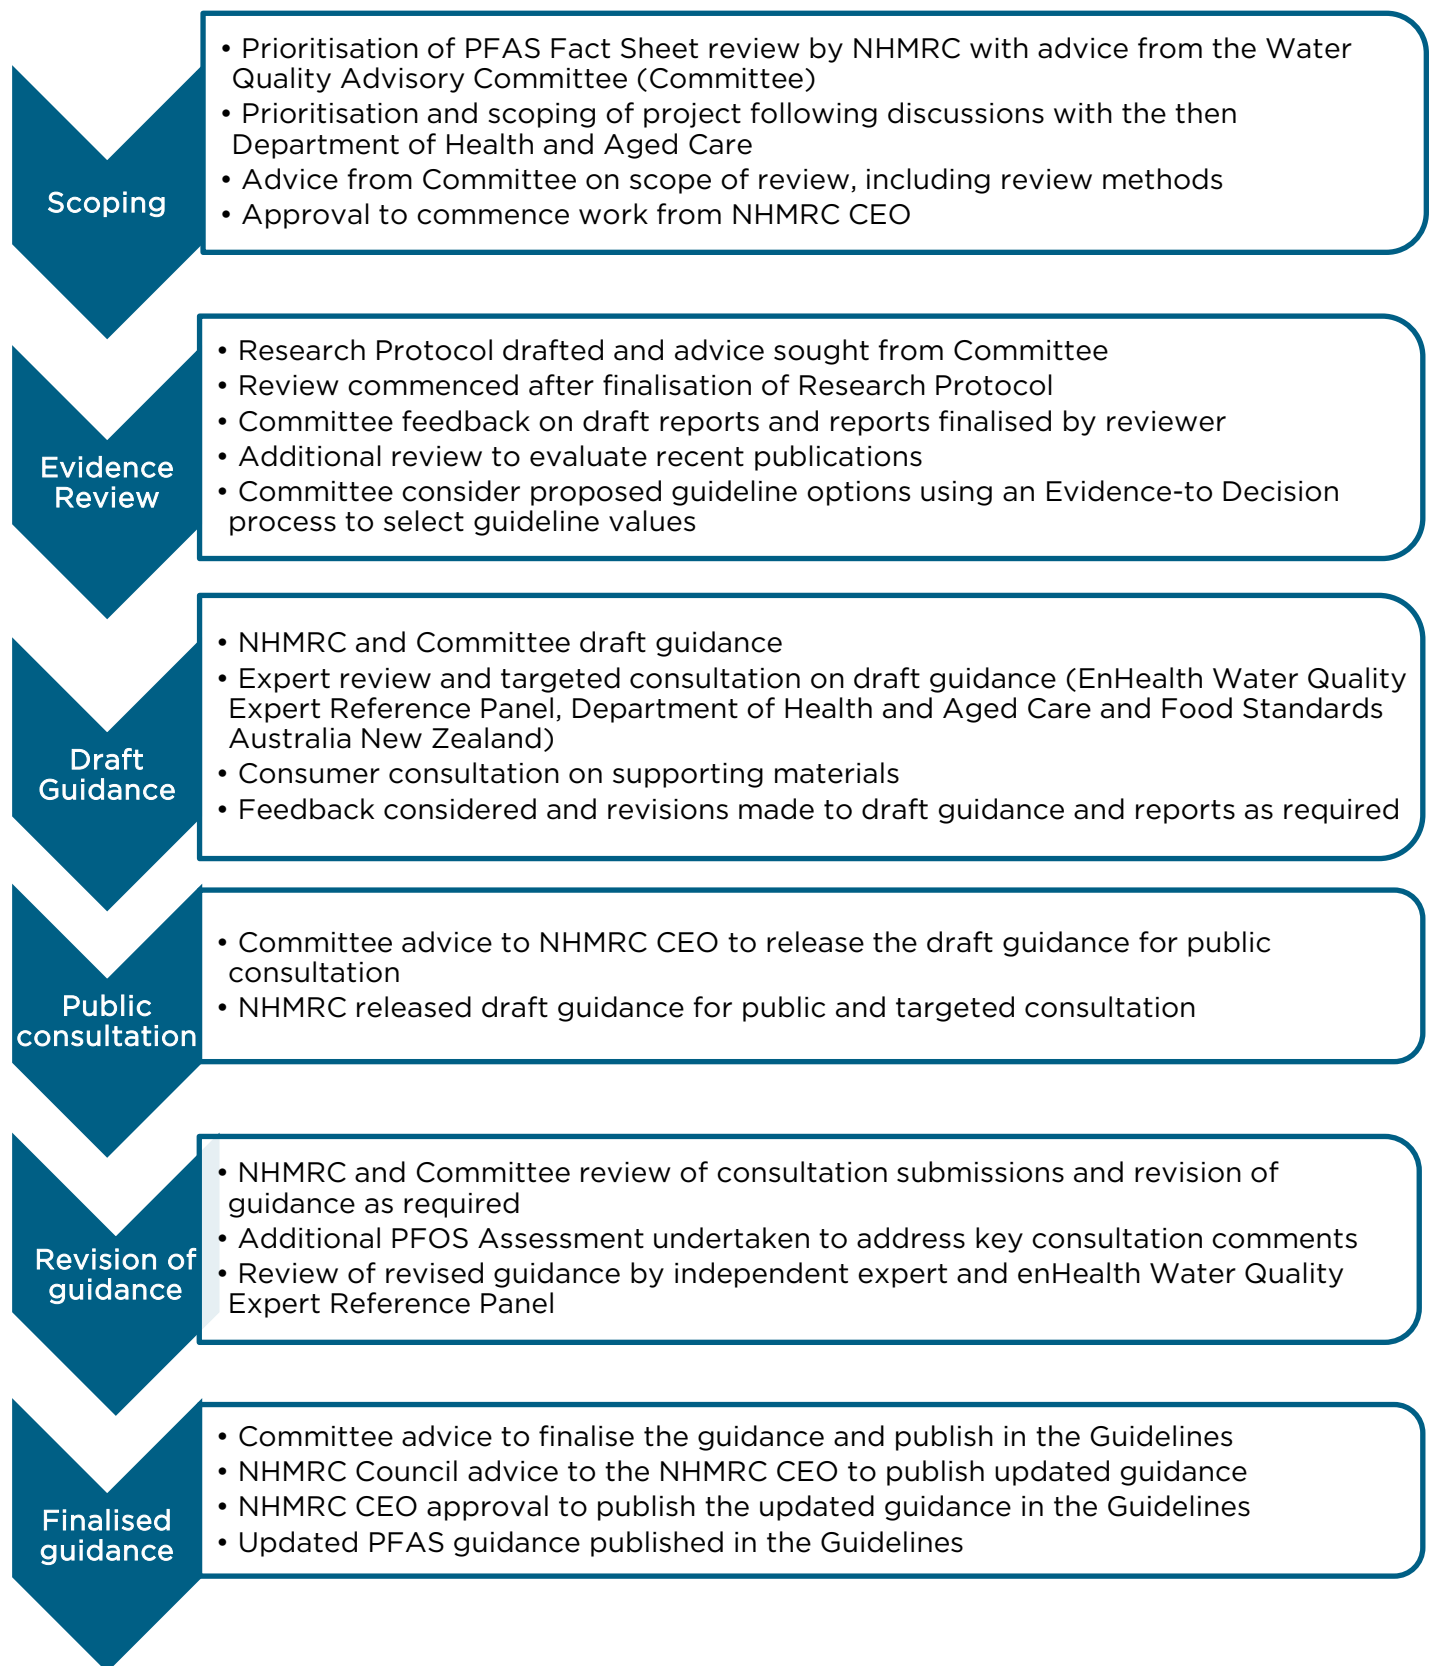 Scoping
• Prioritisation of PFAS Fact Sheet review by NHMRC with advice from the Water
Quality Advisory Committee (Committee)
• Prioritisation and scoping of project following discussions with the then
Department of Health and Aged Care
• Advice from Committee on scope of review, including review methods
• Approval to commence work from NHMRC CEO
Evidence
Review
• Research Protocol drafted and advice sought from Committee
• Review commenced after finalisation of Research Protocol
• Committee feedback on draft reports and reports finalised by reviewer
• Additional review to evaluate recent publications
• Committee consider proposed guideline options using an Evidence-to Decision
process to select guideline values
Draft
Guidance
• NHMRC and Committee draft guidance
• Expert review and targeted consultation on draft guidance (EnHealth Water Quality
Expert Reference Panel, Department of Health and Aged Care and Food Standards
Australia New Zealand)
• Consumer consultation on supporting materials
• Feedback considered and revisions made to draft guidance and reports as required
Public
consultation
• Committee advice to NHMRC CEO to release the draft guidance for public
consultation
• NHMRC released draft guidance for public and targeted consultation
Revision of
guidance
• NHMRC and Committee review of consultation submissions and revision of
guidance as required
• Additional PFOS Assessment undertaken to address key consultation comments
• Review of revised guidance by independent expert and enHealth Water Quality
Expert Reference Panel
Finalised
guidance
• Committee advice to finalise the guidance and publish in the Guidelines
• NHMRC Council advice to the NHMRC CEO to publish updated guidance
• NHMRC CEO approval to publish the updated guidance in the Guidelines
• Updated PFAS guidance published in the Guidelines